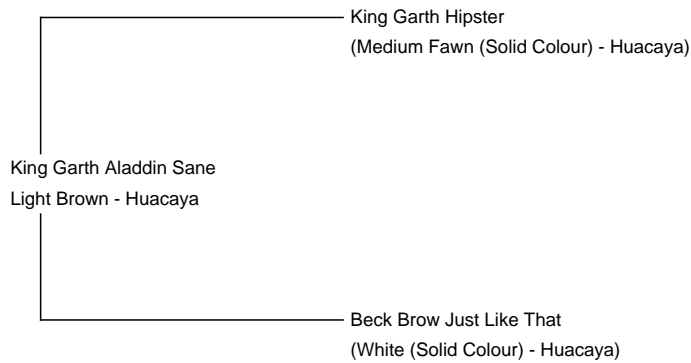 King Garth Hipster
(Medium Fawn (Solid Colour) - Huacaya)
King Garth Aladdin Sane
Light Brown - Huacaya
Beck Brow Just Like That
(White (Solid Colour) - Huacaya)